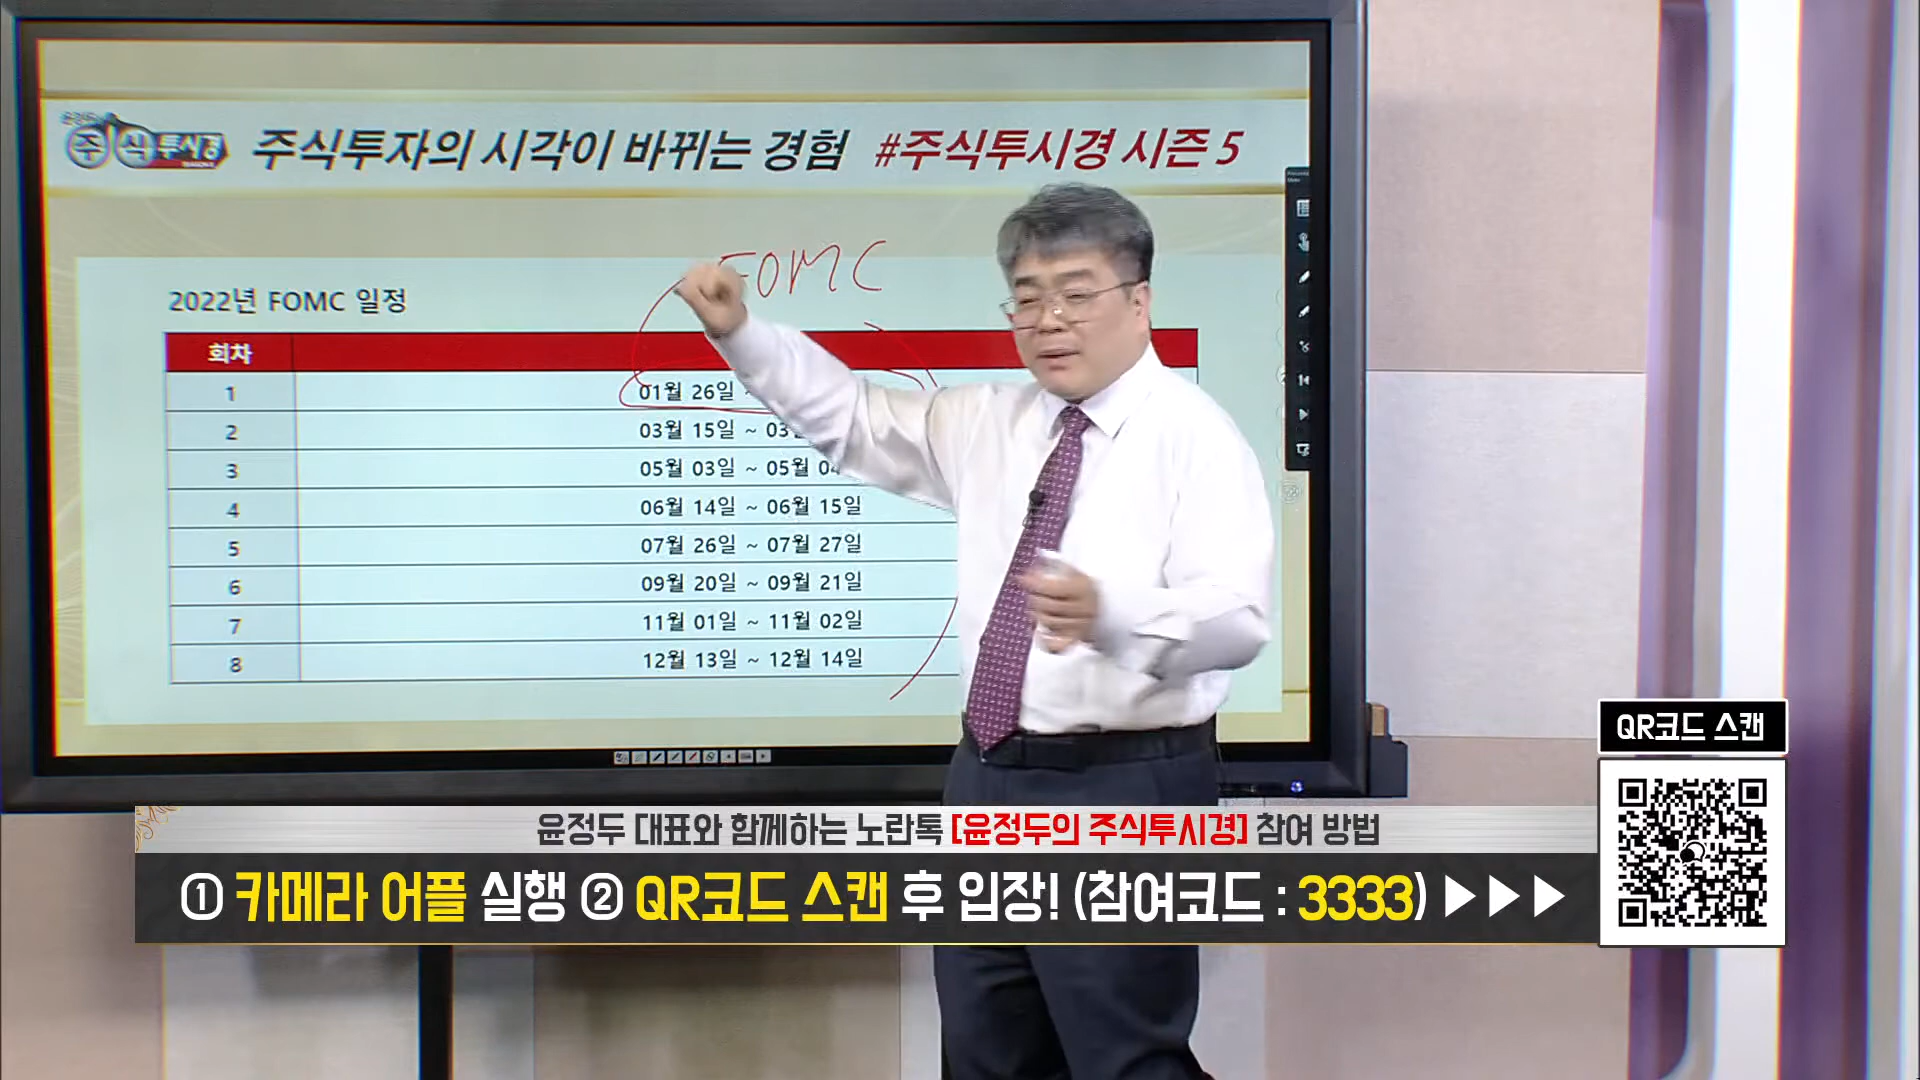 주식투시경
주식투자의 시각이 바뀌는 경험 #주식투시경 시즌 5
FOMC
2022년 FOMC 일정
회차
1 01월 26일 ~
2 03월 15일 ~ 03
3 05월 03일 ~ 05월 04
4 06월 14일 ~ 06월 15일
5 07월 26일 ~ 07월 27일
6 09월 20일 ~ 09월 21일
7 11월 01일 ~ 11월 02일
8 12월 13일 ~ 12월 14일
QR코드 스캔
윤정두 대표와 함께하는 노란톡 [윤정두의 주식투시경] 참여 방법
① 카메라 어플 실행 ② QR코드 스캔 후 입장! (참여코드 : 3333) ▶▶▶